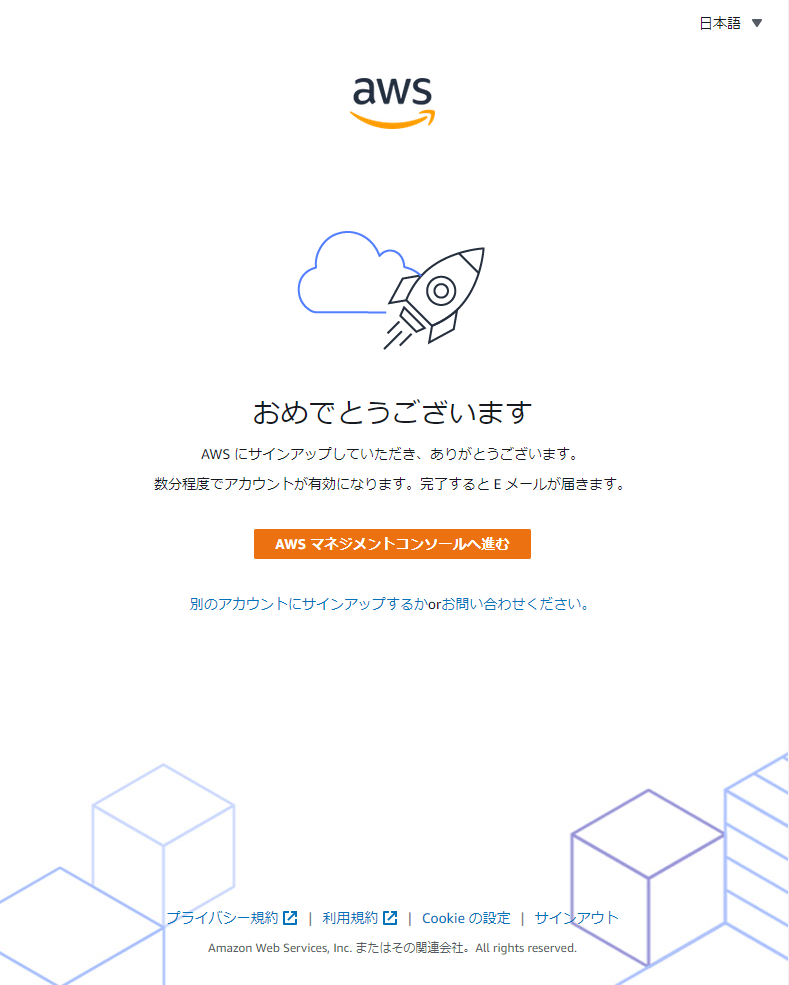 日本語
aws
おめでとうございます
AWS にサインアップしていただき、ありがとうございます。
数分程度でアカウントが有効になります。完了すると E メールが届きます。
AWS マネジメントコンソールへ進む
別のアカウントにサインアップするかorお問い合わせください。
プライバシー規約 | 利用規約 | Cookie の設定 | サインアウト
Amazon Web Services, Inc. またはその関連会社。All rights reserved.